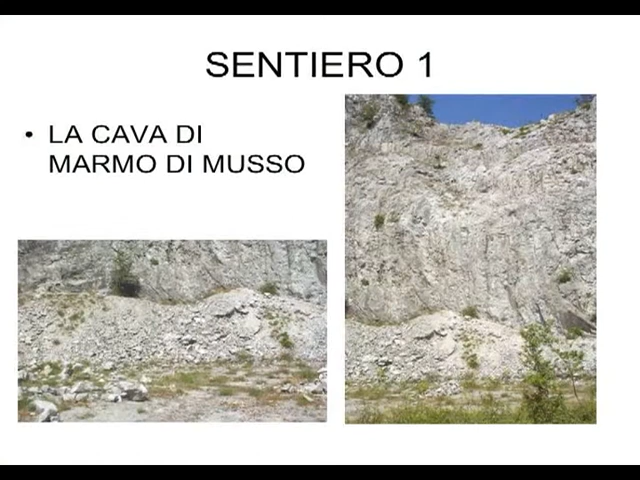 SENTIERO 1
• LA CAVA DI
MARMO DI MUSSO